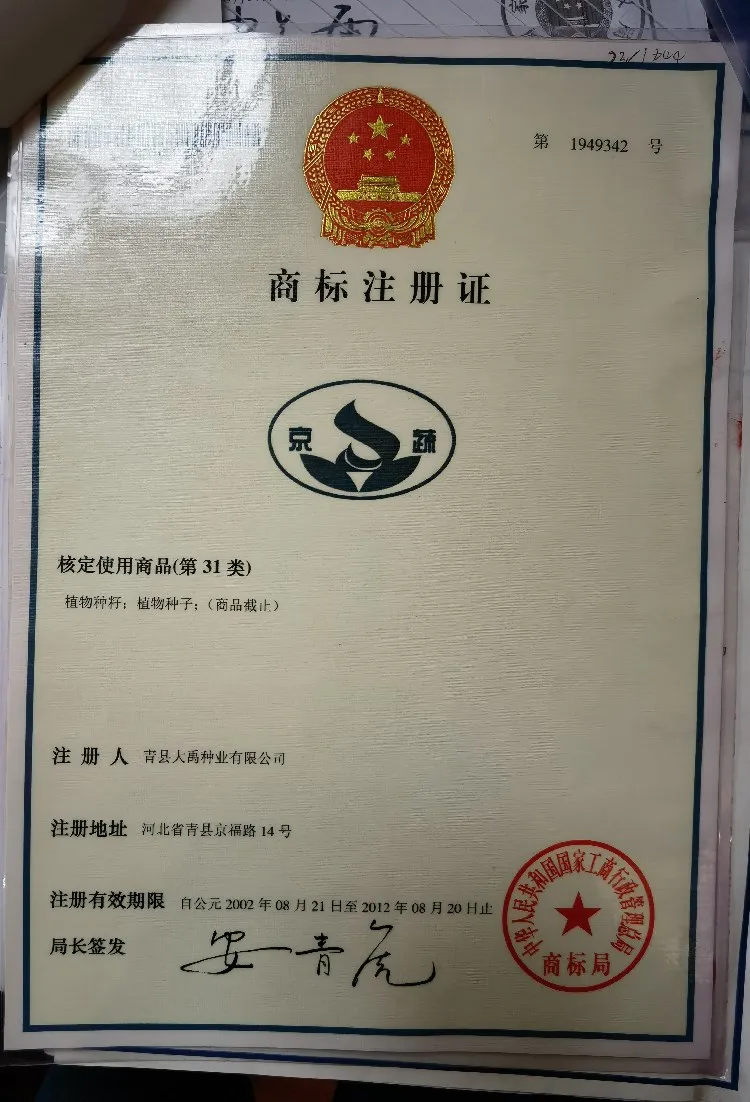 第 1949342 号
商标注册证
京 蔬
核定使用商品(第 31 类)
植物种籽；植物种子；（商品截止）
注 册 人 青县大禹种业有限公司
注册地址 河北省青县京福路 14 号
注册有效期限 自公元 2002 年 08 月 21 日至 2012 年 08 月 20 日止
局长签发 安青虎
中华人民共和国国家工商行政管理总局
商标局